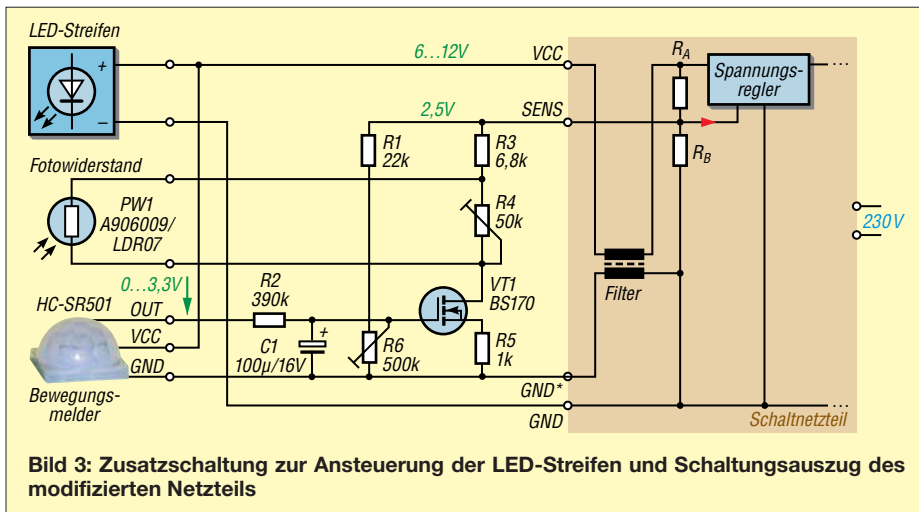 LED-Streifen
+
–
6…12V
VCC
R_A
Spannungs-
regler
…
2,5V
SENS
R1
22k
R3
6,8k
R_B
Fotowiderstand
PW1
A906009/
LDR07
R4
50k
230V
0…3,3V
HC-SR501
OUT
VCC
GND
Bewegungs-
melder
R2
390k
+
C1
100µ/16V
R6
500k
VT1
BS170
R5
1k
Filter
GND*
GND
…
Schaltnetzteil
Bild 3: Zusatzschaltung zur Ansteuerung der LED-Streifen und Schaltungsauszug des
modifizierten Netzteils